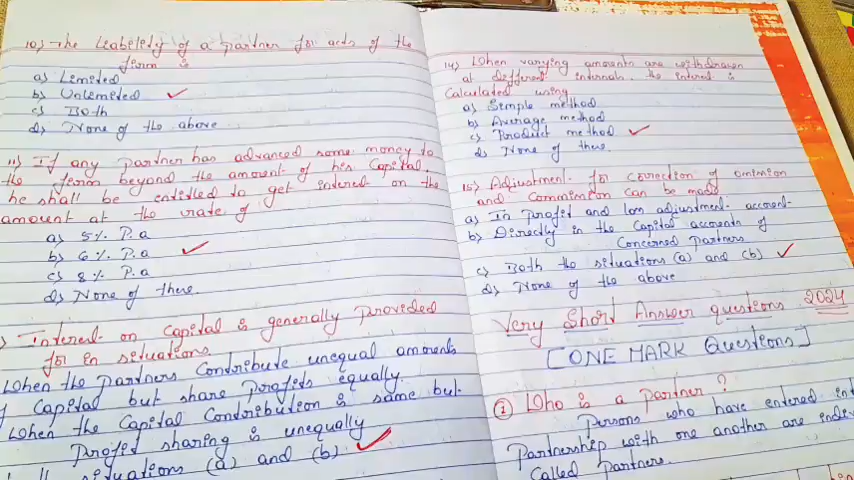 10) The Liability of a partner for acts of the
firm is
a) Limited
b) Unlimited
c) Both
d) None of the above
11) If any partner has advanced some money to
the firm beyond the amount of his Capital,
he shall be entitled to get interest on the
amount at the rate of
a) 5% P.a
b) 6% P.a
c) 8% P.a
d) None of these.
) Interest on Capital is generally provided
for in situations
When the partners Contribute unequal amounts
of Capital but share Profits equally.
When the Capital Contribution is same but
Profit sharing is unequally
situations (a) and (b)
14) When varying amounts are withdrawn
at different intervals. the interest is
Calculated using
a) Simple method
b) Average method
c) Product method
d) None of these.
15) Adjustment for correction of omission
and Commission can be made
a) In Profit and loss adjustment account
b) Directly in the Capital accounts of
Concerned Partners
c) Both the situations (a) and (b)
d) None of the above
Very Short Answer questions 2024
[ONE MARK Questions]
1 Who is a partner?
Persons who have entered into
Partnership with one another are
Called partners.